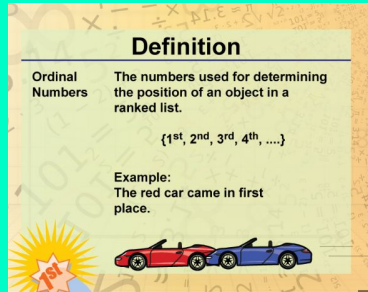 Definition
Ordinal
Numbers
The numbers used for determining
the position of an object in a
ranked list.
{1st, 2nd, 3rd, 4th, ....}
Example:
The red car came in first
place.
1ST